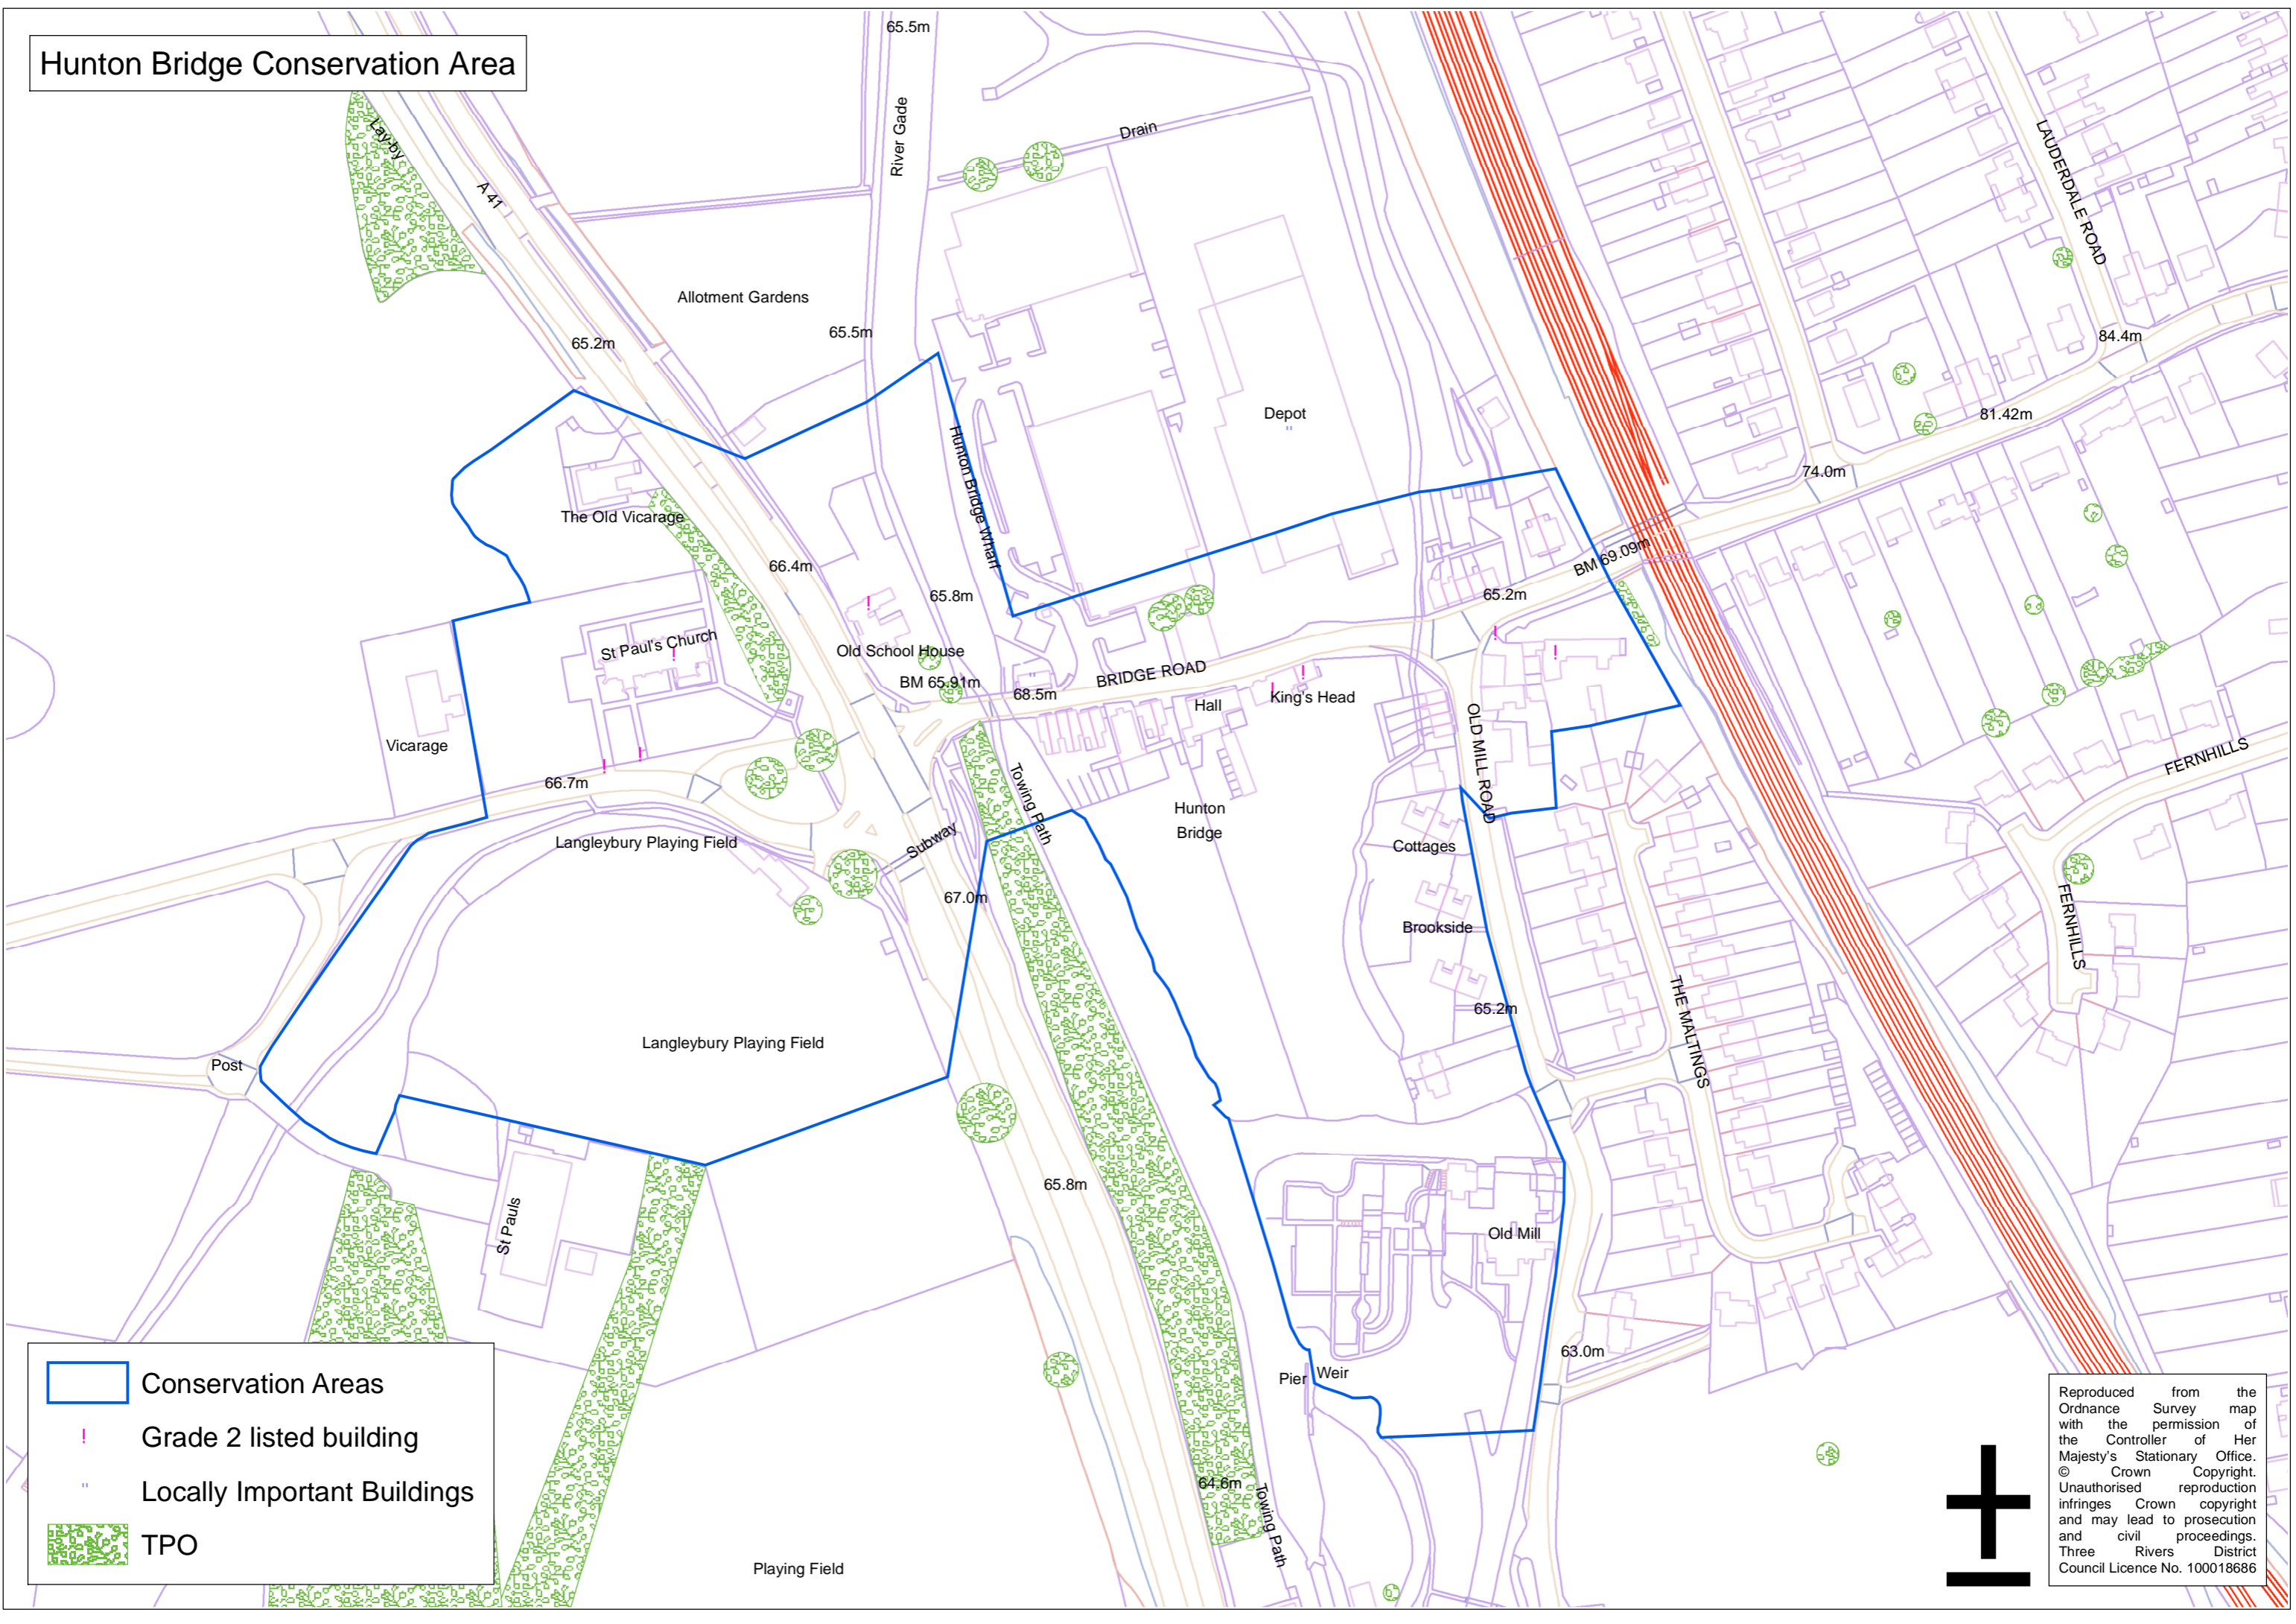 Hunton Bridge Conservation Area
65.5m
River Gade
Drain
Lay-by
A 41
LAUDERDALE ROAD
Allotment Gardens
65.5m
65.2m
84.4m
Depot
"
81.42m
74.0m
Hunton Bridge Wharf
The Old Vicarage
66.4m
BM 69.09m
65.8m
65.2m
!
!
St Paul's Church
!
!
Old School House
BM 65.91m
"
68.5m
BRIDGE ROAD
!
!
King's Head
Hall
OLD MILL ROAD
Vicarage
!
!
66.7m
FERNHILLS
Towing Path
Hunton
Bridge
Langleybury Playing Field
Subway
Cottages
67.0m
Brookside
FERNHILLS
65.2m
THE MALTINGS
Langleybury Playing Field
Post
65.8m
St Pauls
Old Mill
63.0m
Pier
Weir
64.6m
Towing Path
Playing Field
Conservation Areas
! Grade 2 listed building
" Locally Important Buildings
TPO
Reproduced from the
Ordnance Survey map
with the permission of
the Controller of Her
Majesty's Stationary Office.
© Crown Copyright.
Unauthorised reproduction
infringes Crown copyright
and may lead to prosecution
and civil proceedings.
Three Rivers District
Council Licence No. 100018686